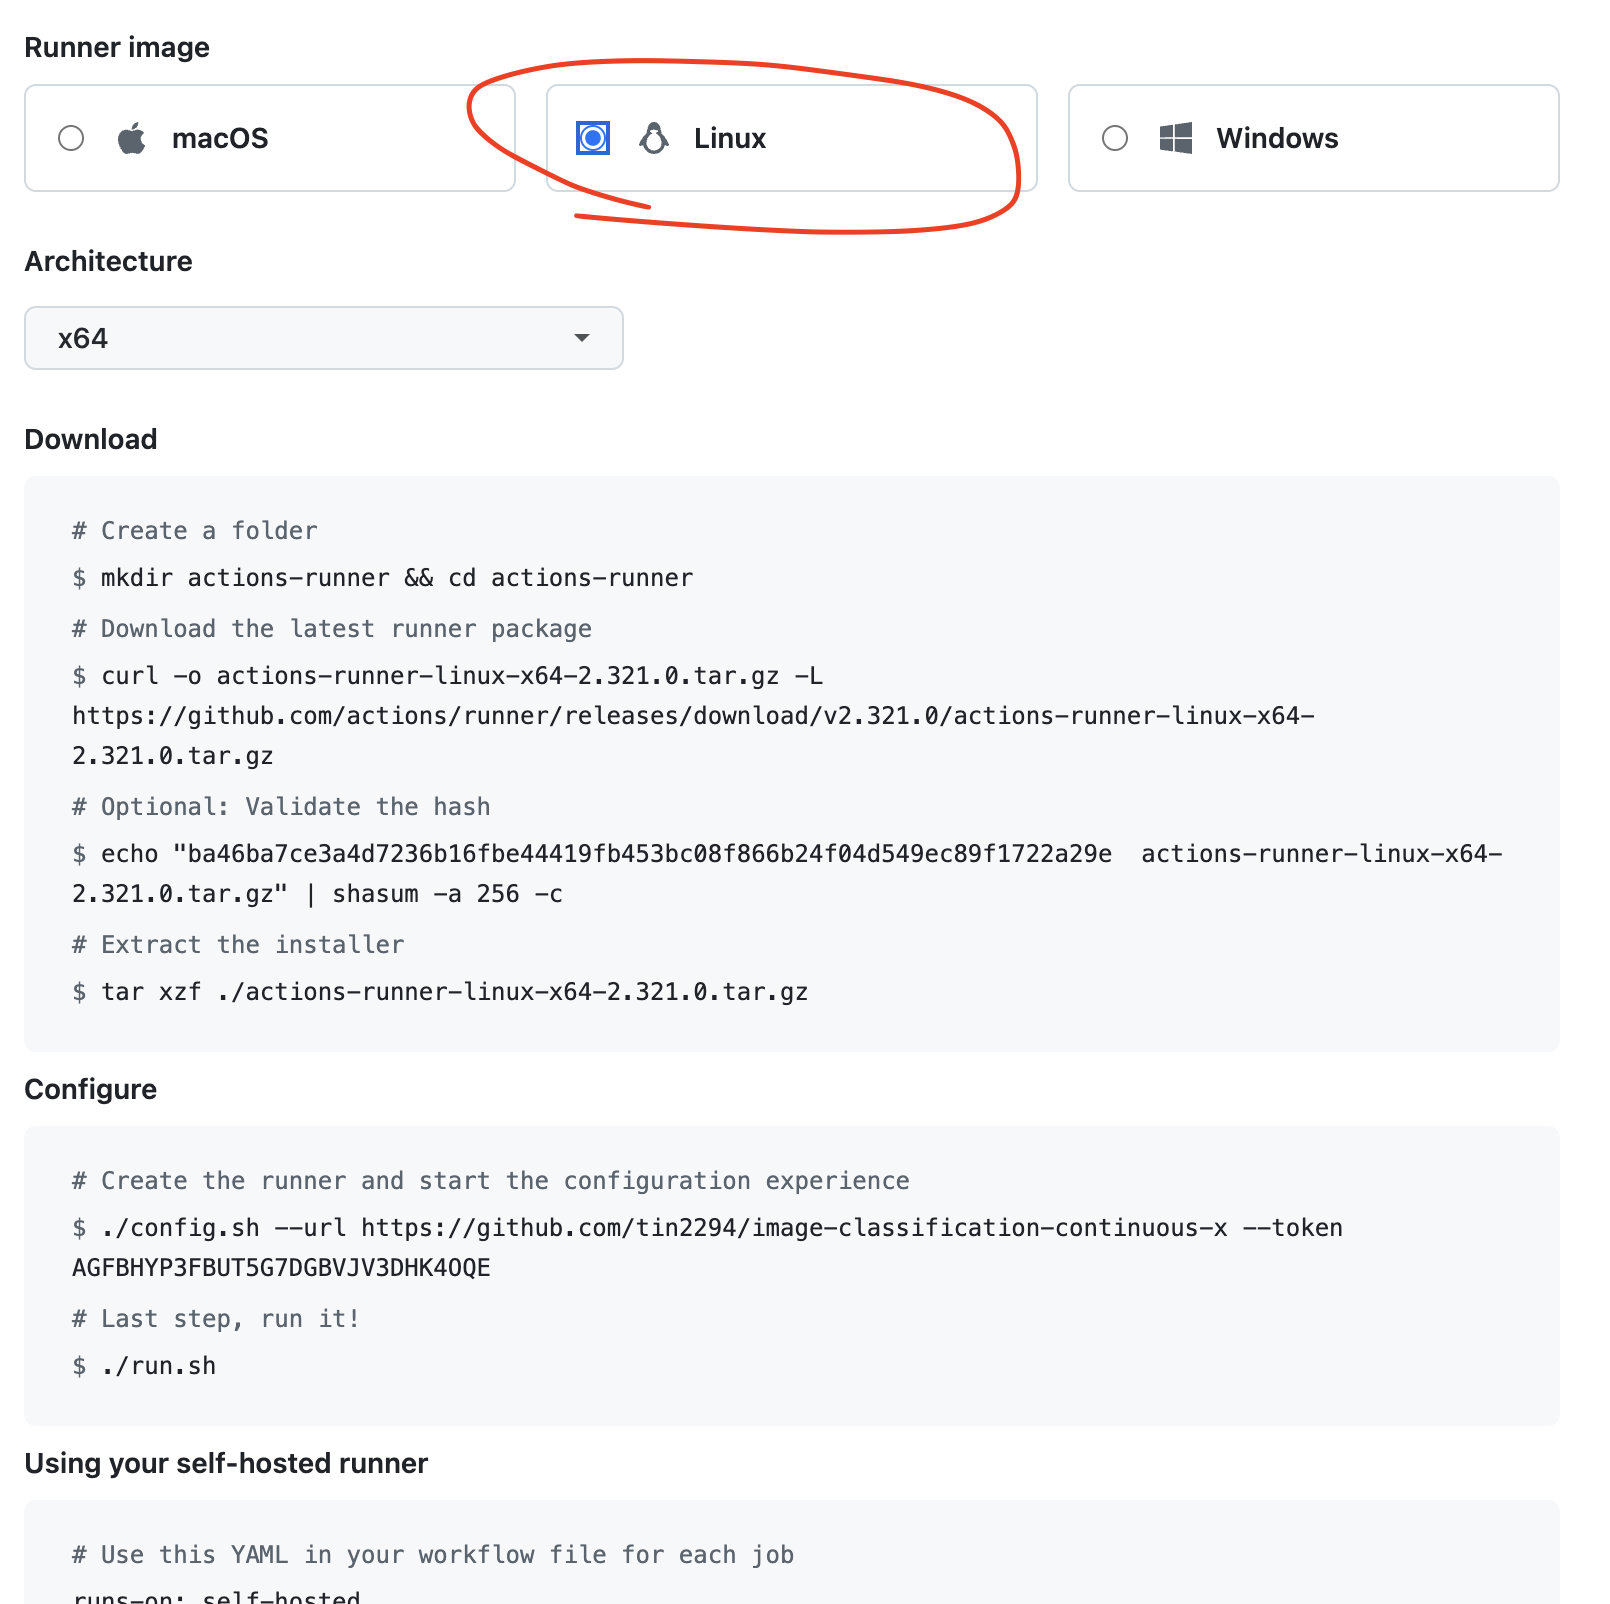 Runner image
macOS
Linux
Windows
Architecture
x64
Download
# Create a folder
$ mkdir actions-runner && cd actions-runner
# Download the latest runner package
$ curl -o actions-runner-linux-x64-2.321.0.tar.gz -L
https://github.com/actions/runner/releases/download/v2.321.0/actions-runner-linux-x64-
2.321.0.tar.gz
# Optional: Validate the hash
$ echo "ba46ba7ce3a4d7236b16fbe44419fb453bc08f866b24f04d549ec89f1722a29e  actions-runner-linux-x64-
2.321.0.tar.gz" | shasum -a 256 -c
# Extract the installer
$ tar xzf ./actions-runner-linux-x64-2.321.0.tar.gz
Configure
# Create the runner and start the configuration experience
$ ./config.sh --url https://github.com/tin2294/image-classification-continuous-x --token
AGFBHYP3FBUT5G7DGBVJV3DHK4OQE
# Last step, run it!
$ ./run.sh
Using your self-hosted runner
# Use this YAML in your workflow file for each job
runs-on: self-hosted